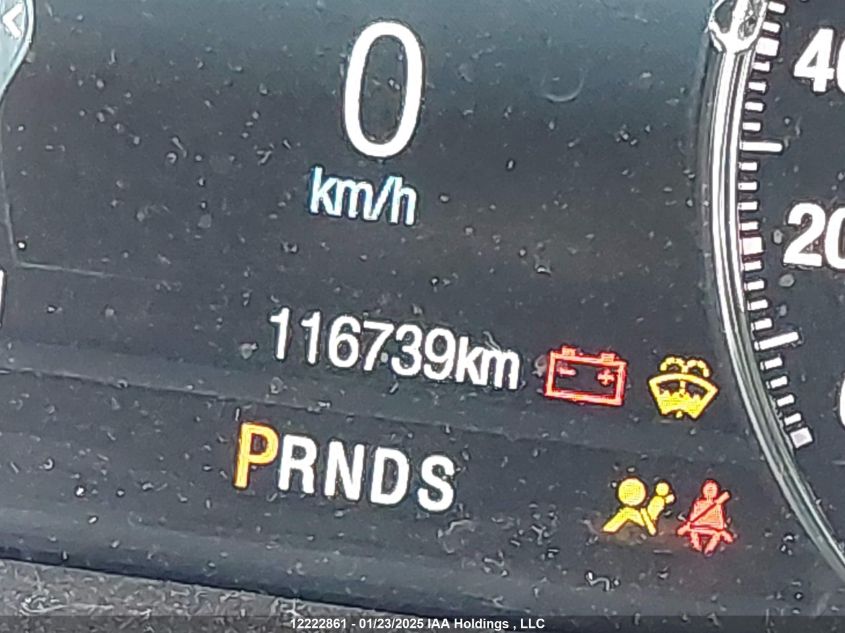 0
km/h
40
20
116739km
PRNDS
12222861 - 01/23/2025 IAA Holdings , LLC